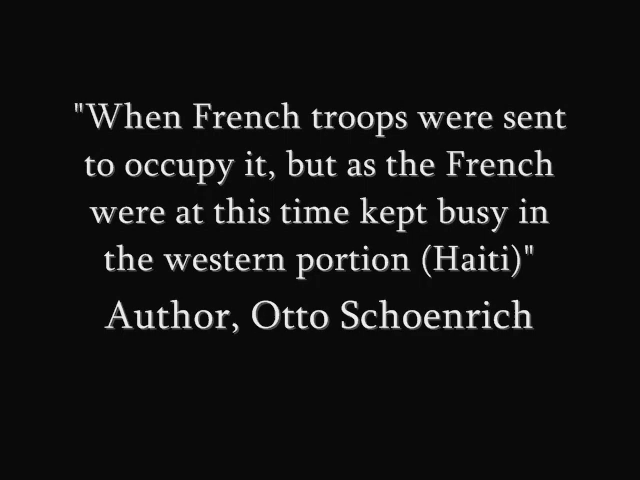 "When French troops were sent
to occupy it, but as the French
were at this time kept busy in
the western portion (Haiti)"
Author, Otto Schoenrich